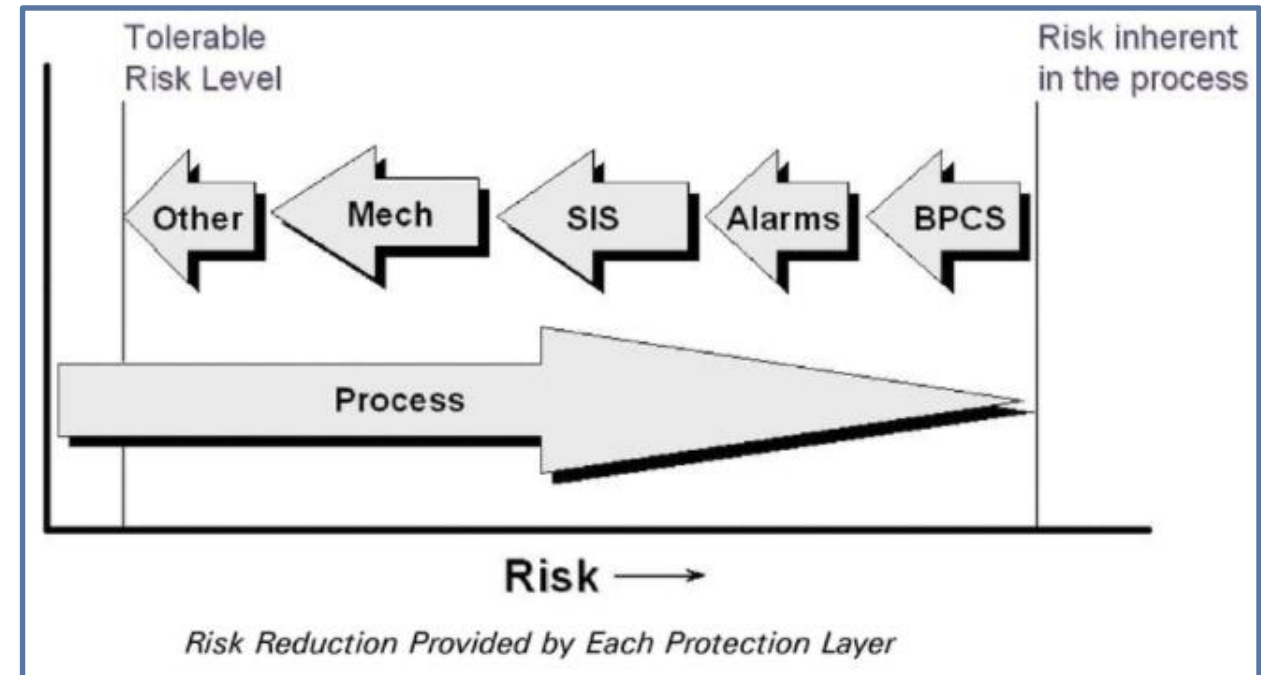 Tolerable
Risk Level
Risk inherent
in the process
Other
Mech
SIS
Alarms
BPCS
Process
Risk →
Risk Reduction Provided by Each Protection Layer